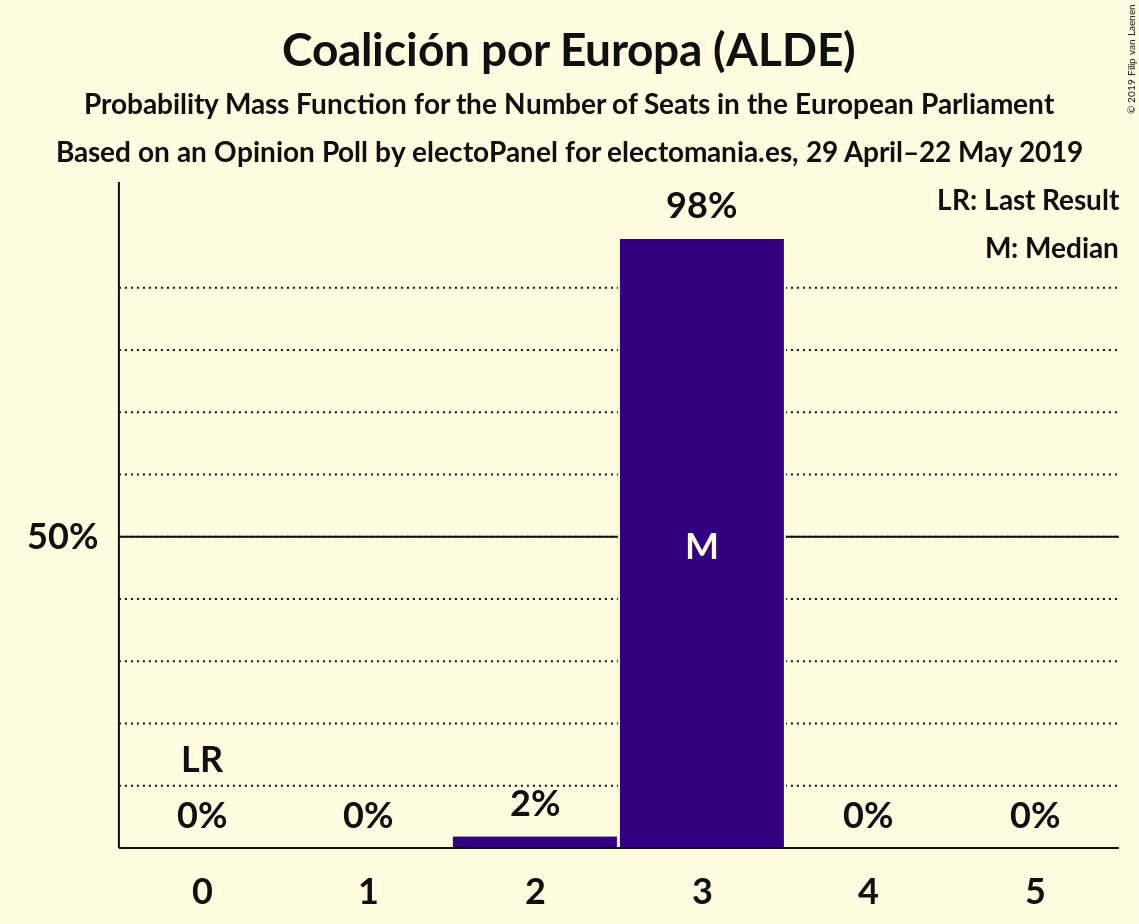 Coalición por Europa (ALDE)
Probability Mass Function for the Number of Seats in the European Parliament
Based on an Opinion Poll by electoPanel for electomania.es, 29 April–22 May 2019
© 2019 Filip van Laenen
LR: Last Result
M: Median
98%
50%
M
LR
0% 0% 2% 0% 0%
0 1 2 3 4 5